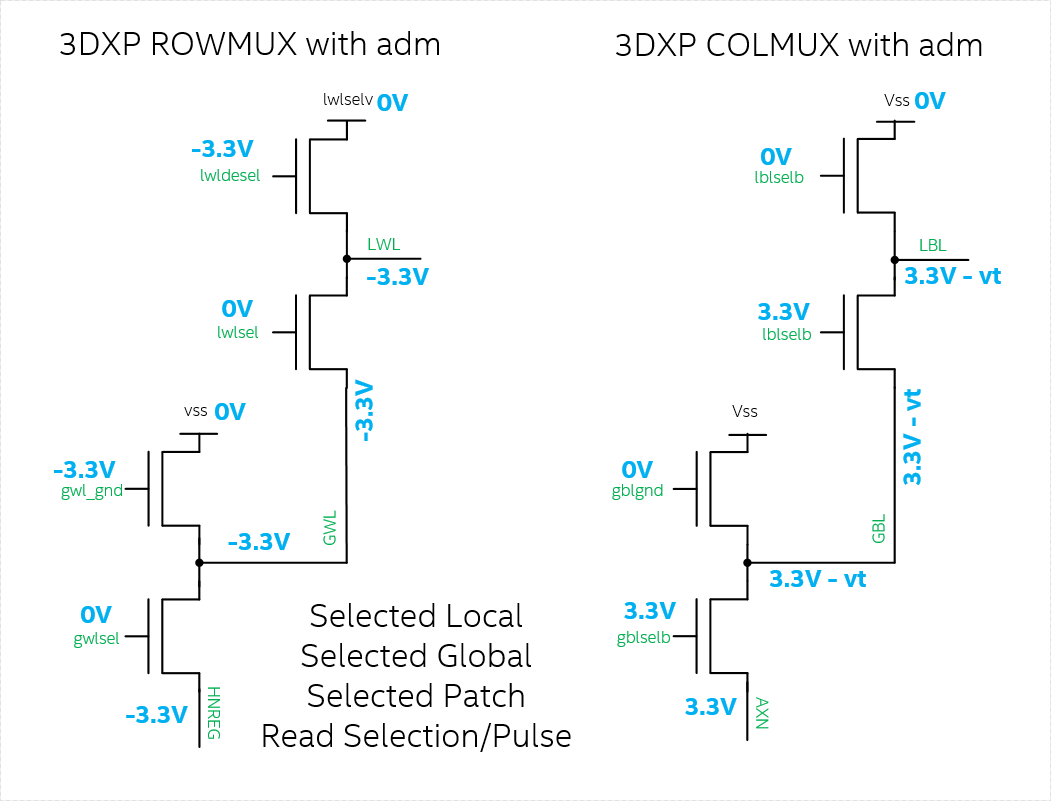 3DXP ROWMUX with adm
lwlselv 0V
-3.3V
lwldesel
LWL
-3.3V
0V
lwlsel
-3.3V
vss 0V
-3.3V
gwl_gnd
GWL
-3.3V
0V
gwlsel
-3.3V
HNREG
Selected Local
Selected Global
Selected Patch
Read Selection/Pulse
3DXP COLMUX with adm
Vss 0V
0V
lblselb
LBL
3.3V - vt
3.3V
lblselb
3.3V - vt
Vss
0V
gblgnd
GBL
3.3V - vt
3.3V
gblselb
3.3V
AXN